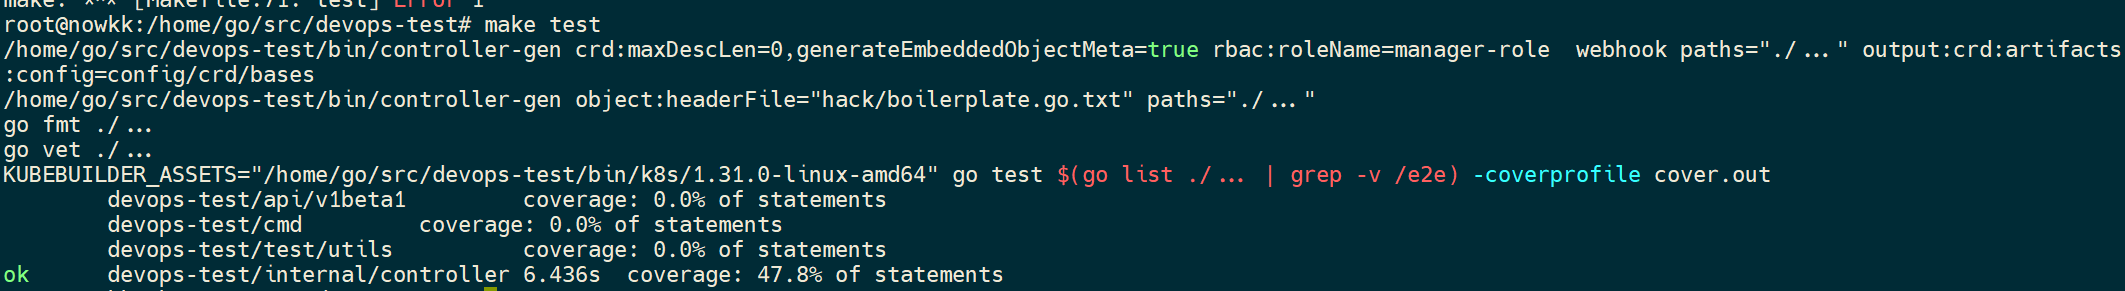 make: *** [Makefile:71: test] Error 1
root@nowkk:/home/go/src/devops-test# make test
/home/go/src/devops-test/bin/controller-gen crd:maxDescLen=0,generateEmbeddedObjectMeta=true rbac:roleName=manager-role  webhook paths="./..." output:crd:artifacts
:config=config/crd/bases
/home/go/src/devops-test/bin/controller-gen object:headerFile="hack/boilerplate.go.txt" paths="./..."
go fmt ./...
go vet ./...
KUBEBUILDER_ASSETS="/home/go/src/devops-test/bin/k8s/1.31.0-linux-amd64" go test $(go list ./... | grep -v /e2e) -coverprofile cover.out
        devops-test/api/v1beta1         coverage: 0.0% of statements
        devops-test/cmd         coverage: 0.0% of statements
        devops-test/test/utils          coverage: 0.0% of statements
ok      devops-test/internal/controller 6.436s  coverage: 47.8% of statements